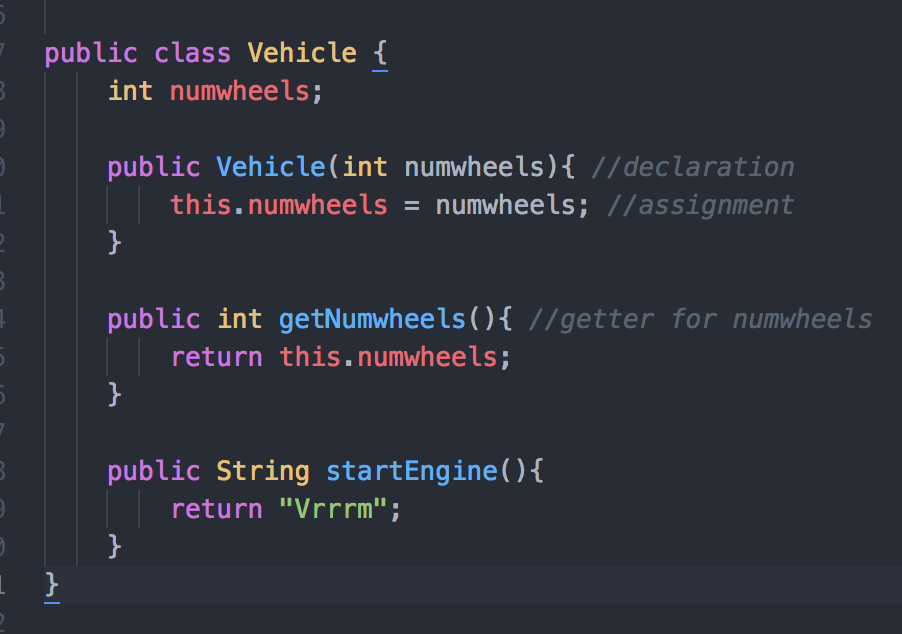 public class Vehicle {
int numwheels;
public Vehicle(int numwheels){ //declaration
this.numwheels = numwheels; //assignment
}
public int getNumwheels(){ //getter for numwheels
return this.numwheels;
}
public String startEngine(){
return "Vrrrm";
}
}